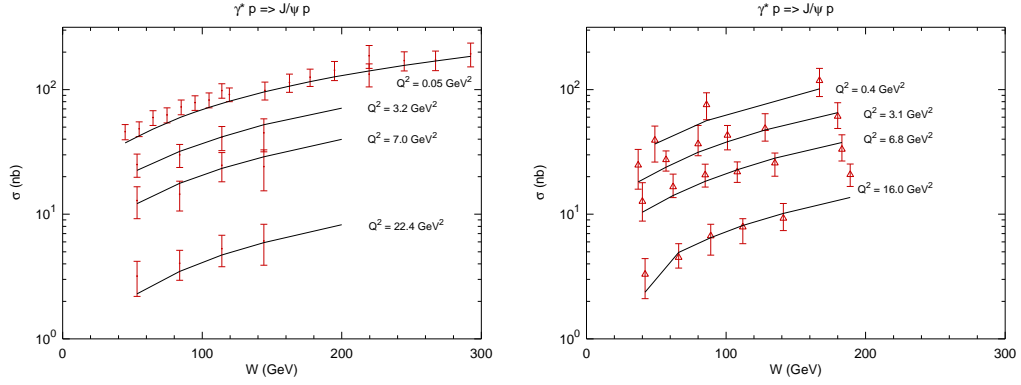 γ* p => J/ψ p
σ (nb)
10²
10¹
10⁰
0
100
200
300
W (GeV)
Q² = 0.05 GeV²
Q² = 3.2 GeV²
Q² = 7.0 GeV²
Q² = 22.4 GeV²
γ* p => J/ψ p
σ (nb)
10²
10¹
10⁰
0
100
200
300
W (GeV)
Q² = 0.4 GeV²
Q² = 3.1 GeV²
Q² = 6.8 GeV²
Q² = 16.0 GeV²